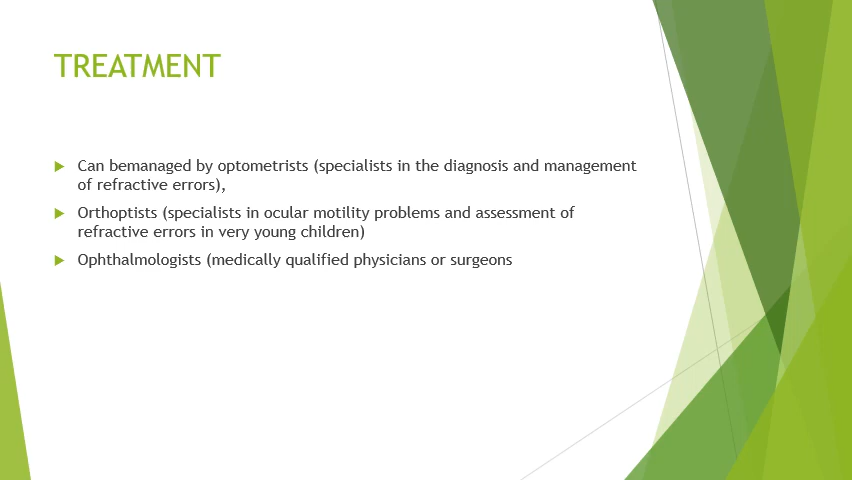 TREATMENT
Can bemanaged by optometrists (specialists in the diagnosis and management
of refractive errors),
Orthoptists (specialists in ocular motility problems and assessment of
refractive errors in very young children)
Ophthalmologists (medically qualified physicians or surgeons